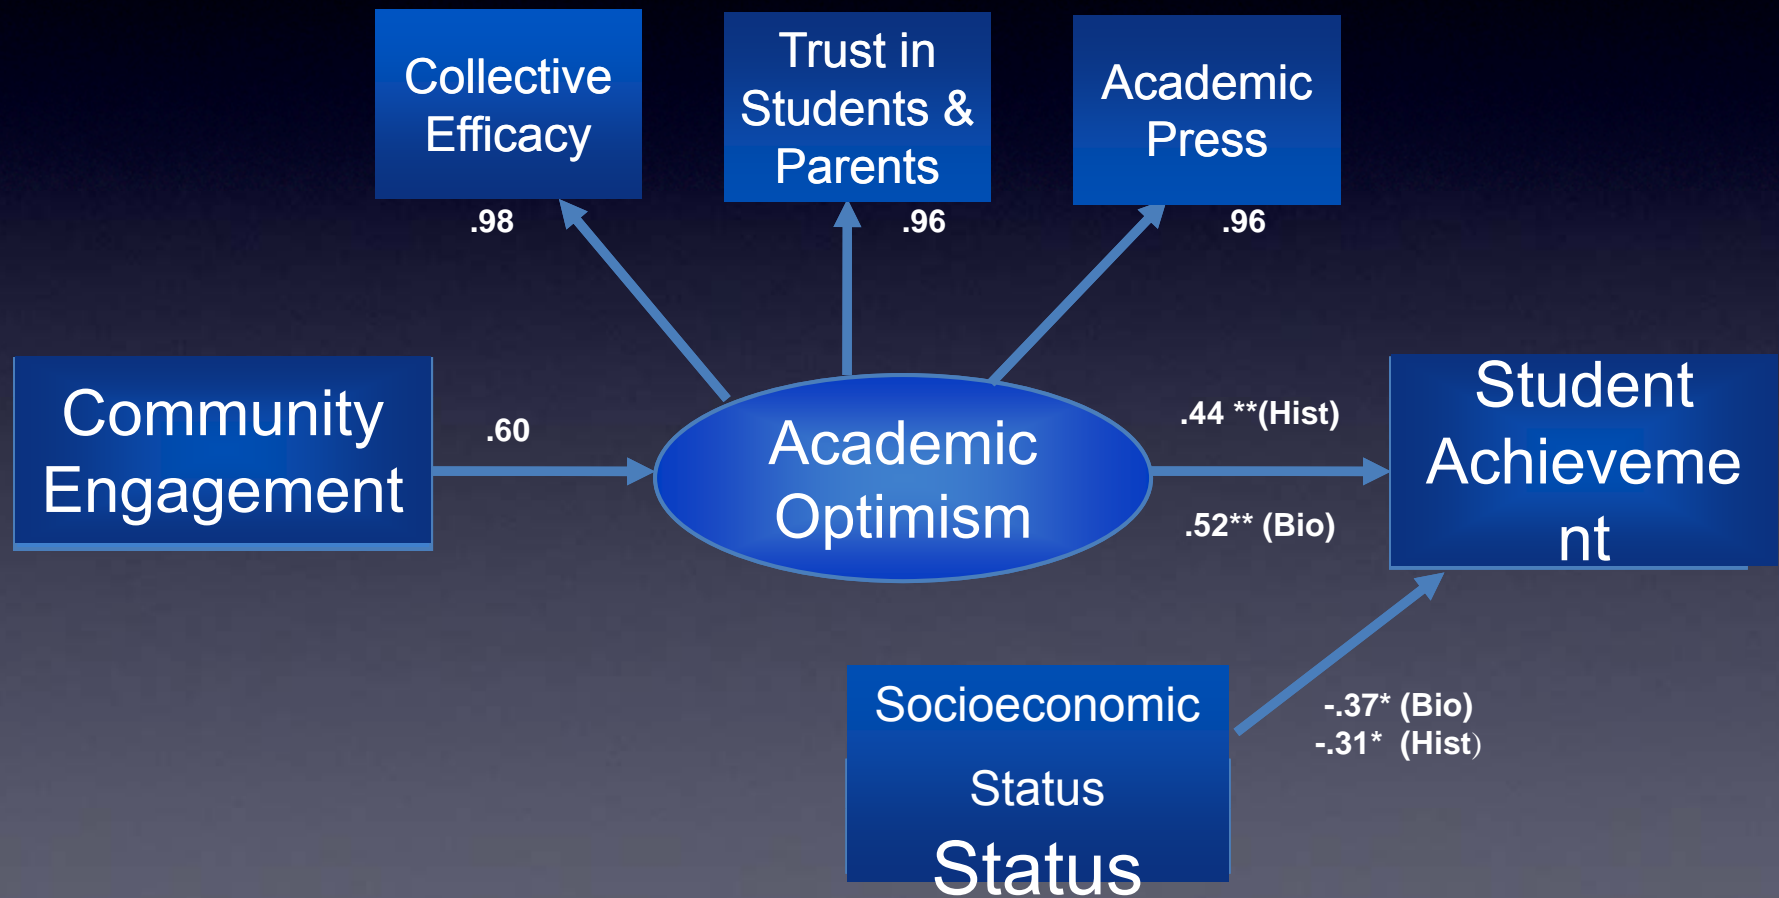 Collective
Efficacy
Trust in
Students &
Parents
Academic
Press
.98
.96
.96
Community
Engagement
.60
Academic
Optimism
.44 **(Hist)
.52** (Bio)
Student
Achieveme
nt
Socioeconomic
Status
Status
-.37* (Bio)
-.31* (Hist)